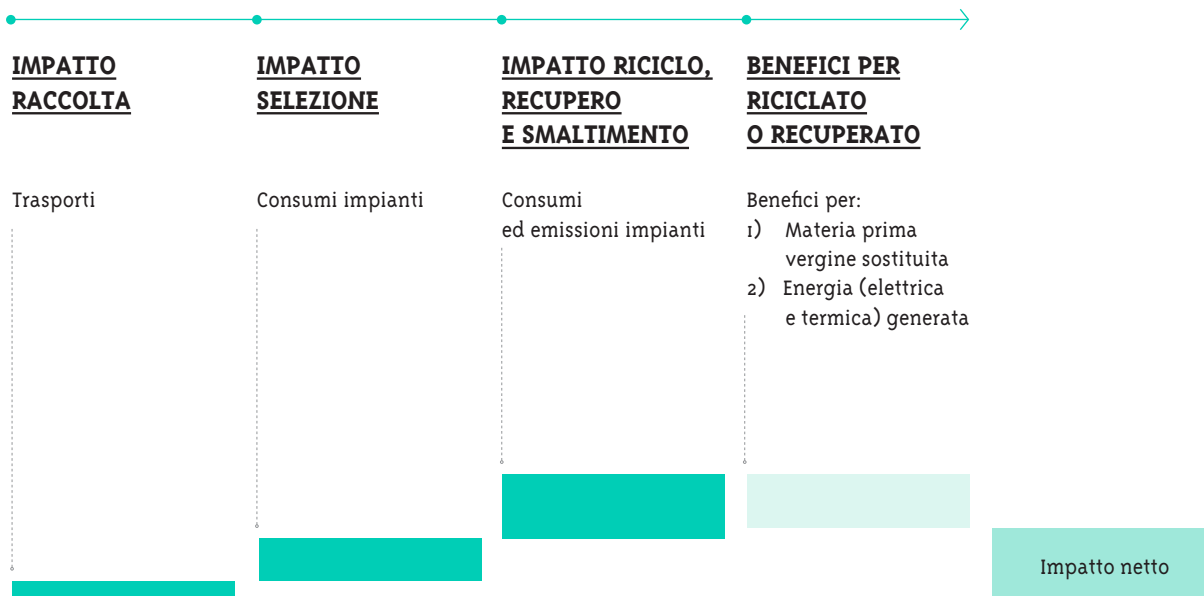 IMPATTO
RACCOLTA
IMPATTO
SELEZIONE
IMPATTO RICICLO,
RECUPERO
E SMALTIMENTO
BENEFICI PER
RICICLATO
O RECUPERATO
Trasporti
Consumi impianti
Consumi
ed emissioni impianti
Benefici per:
1) Materia prima
vergine sostituita
2) Energia (elettrica
e termica) generata
Impatto netto